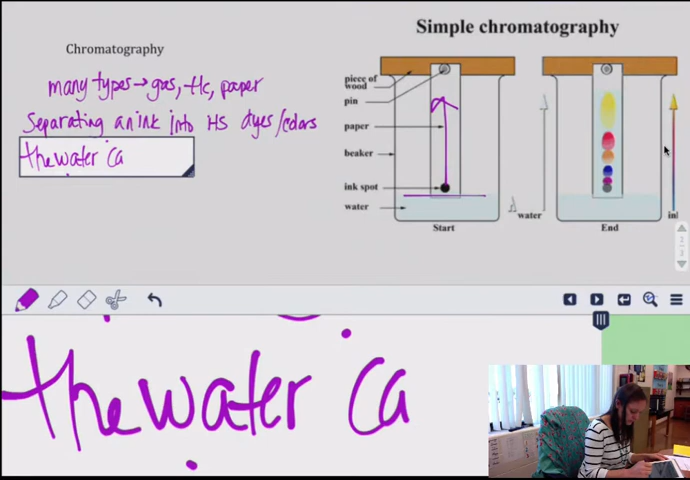 Chromatography
many types → gas, tlc, paper
Separating an ink into its dyes/colors
the water ca
Simple chromatography
piece of
wood
pin
paper
beaker
ink spot
water
Start
water
End
ink
the water ca